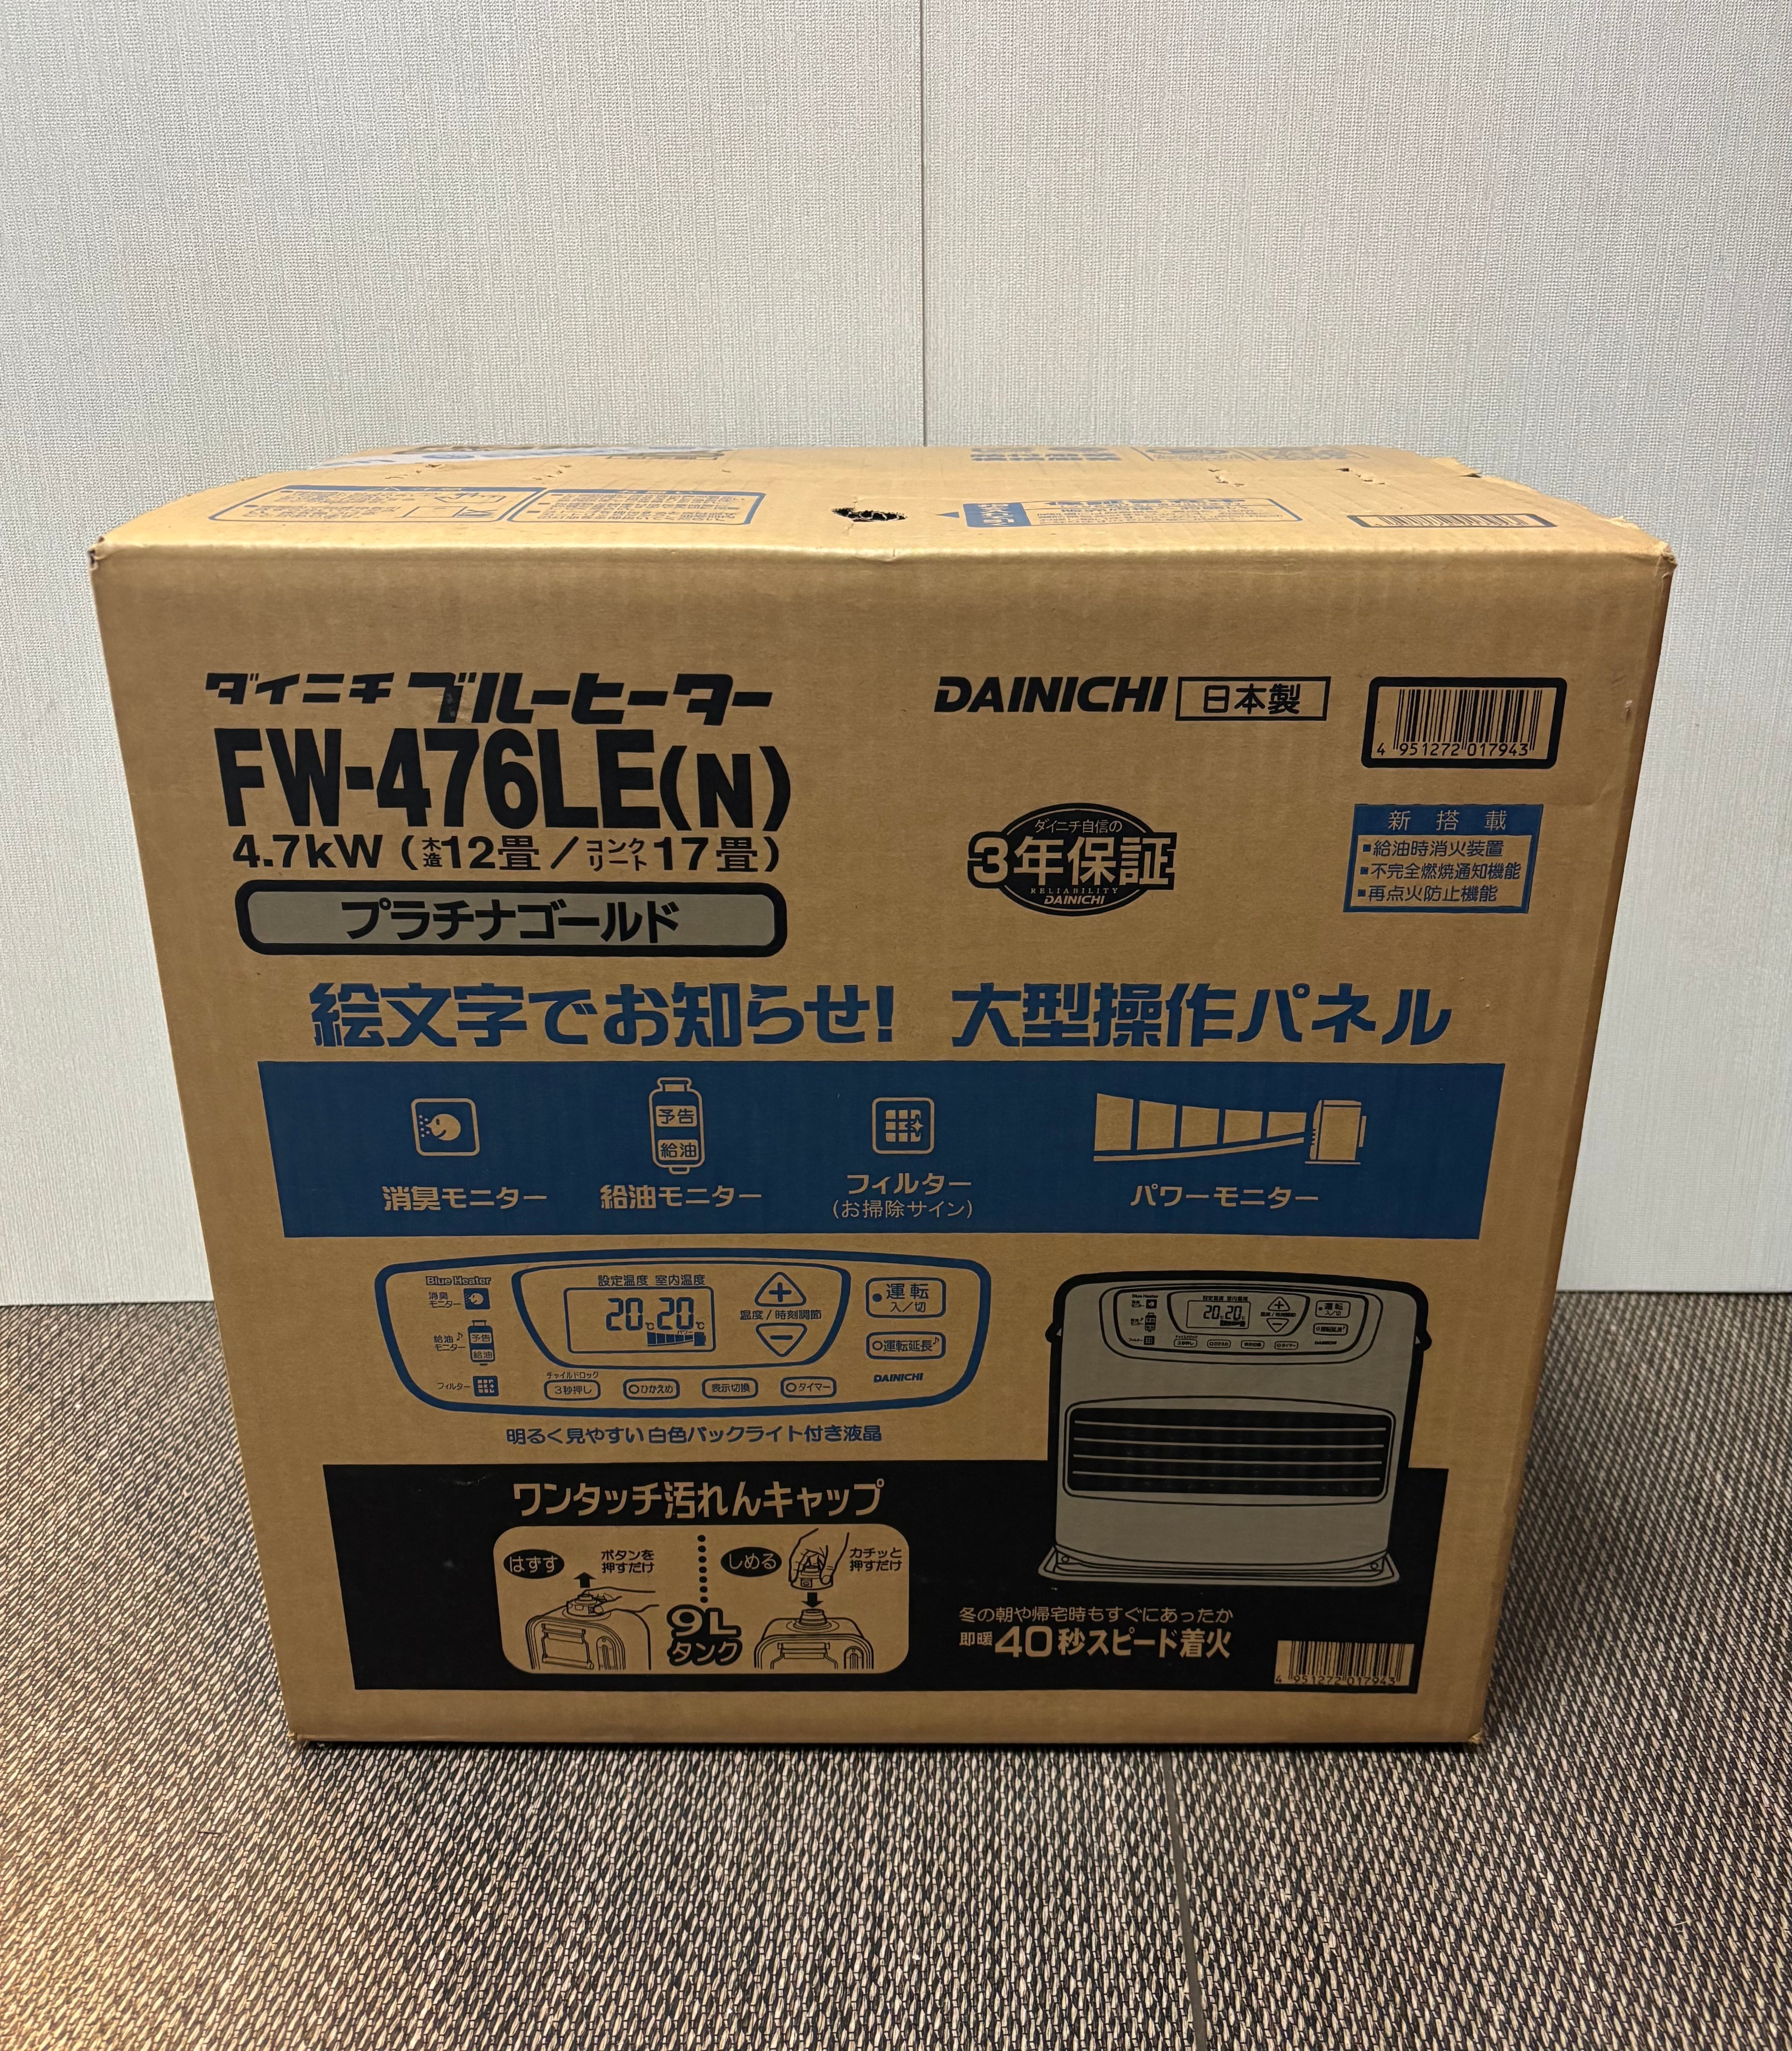 ダイニチ ブルーヒーター
FW-476LE(N)
4.7kW (木造12畳/コンクリート17畳)
プラチナゴールド
DAINICHI 日本製
4 951272 017943
ダイニチ自信の
3年保証
RELIABILITY
DAINICHI
新搭載
■給油時消火装置
■不完全燃焼通知機能
■再点火防止機能
絵文字でお知らせ! 大型操作パネル
消臭モニター
予告
給油
給油モニター
フィルター
(お掃除サイン)
パワーモニター
Blue Heater
消臭モニター
給油モニター
予告
給油
フィルター
設定温度 室内温度
20℃ 20℃
パワー
温度/時刻調節
運転
入/切
運転延長
チャイルドロック
3秒押し
ひかえめ
表示切換
タイマー
DAINICHI
明るく見やすい白色バックライト付き液晶
ワンタッチ汚れんキャップ
はずす
ボタンを
押すだけ
しめる
カチッと
押すだけ
9L
タンク
冬の朝や帰宅時もすぐにあったか
即暖40秒スピード着火
4 951272 017943